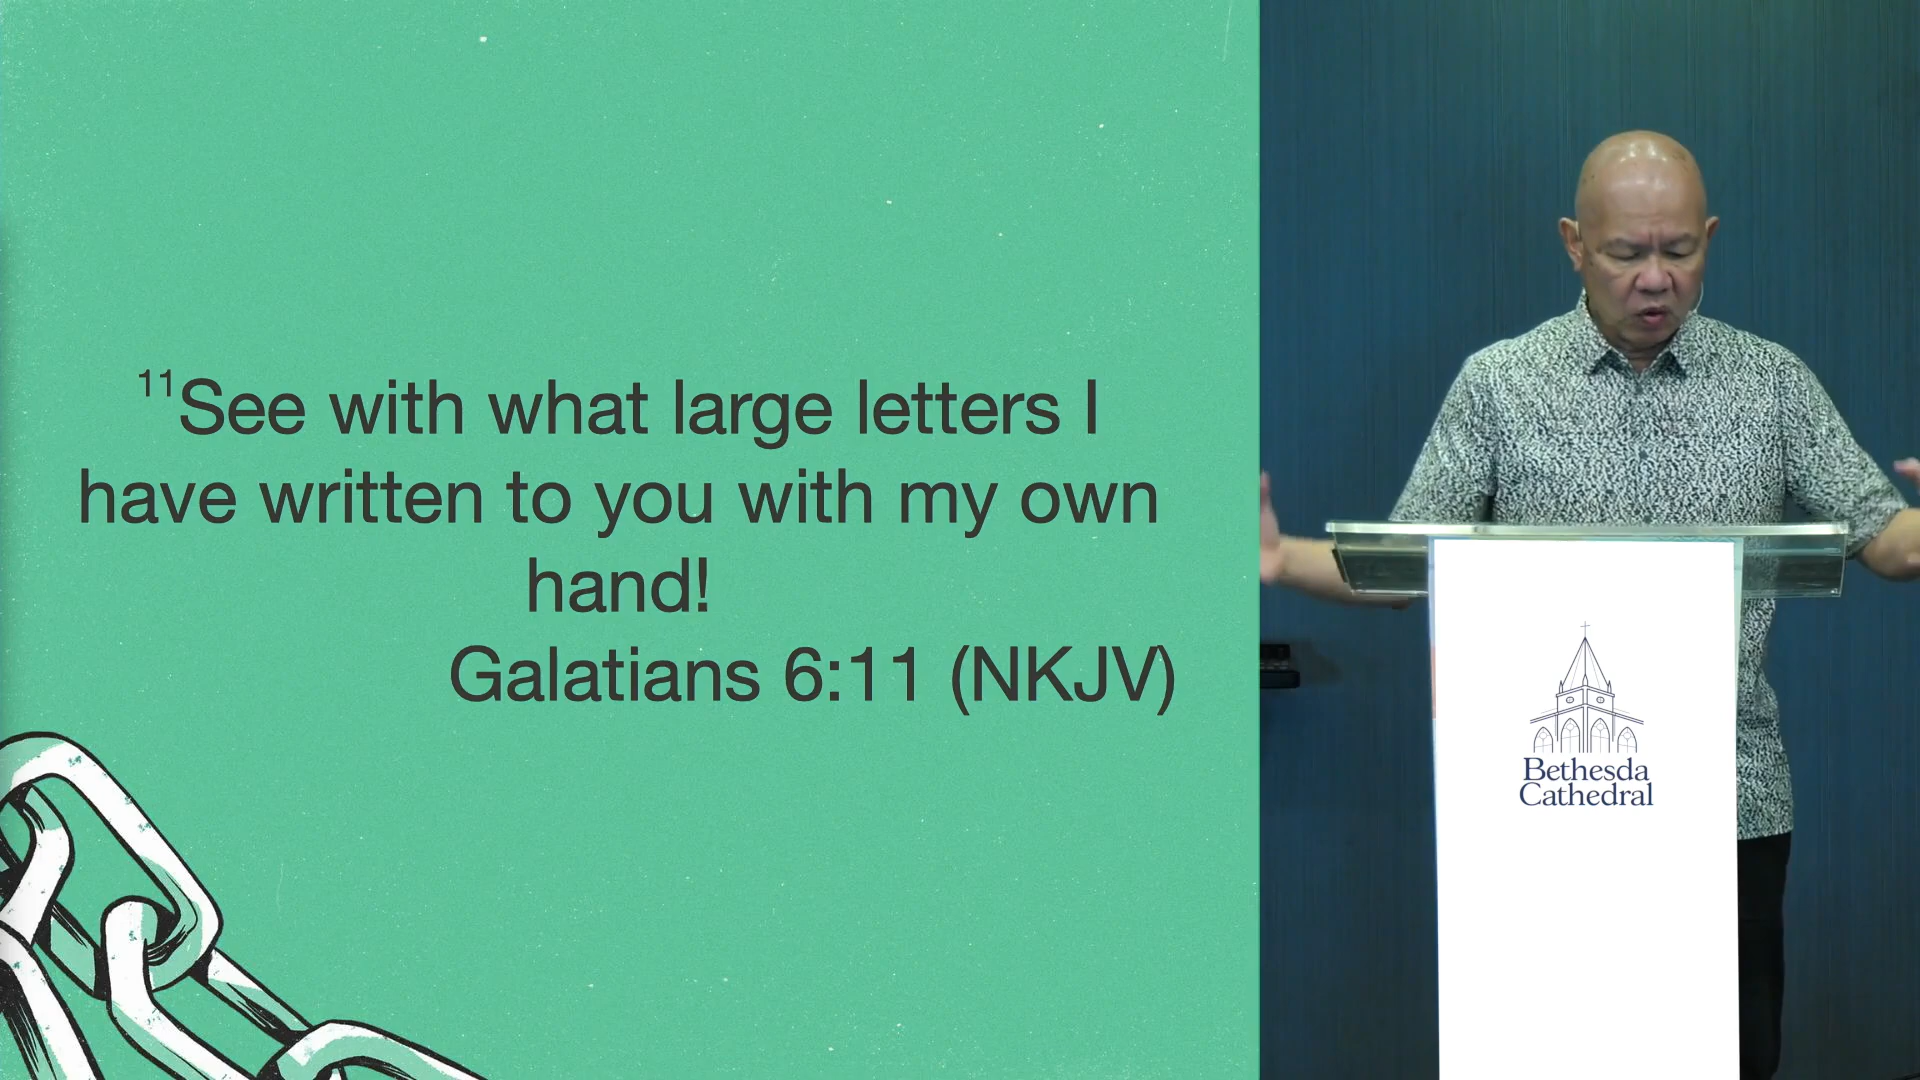 ¹¹See with what large letters I
have written to you with my own
hand!
Galatians 6:11 (NKJV)
Bethesda
Cathedral